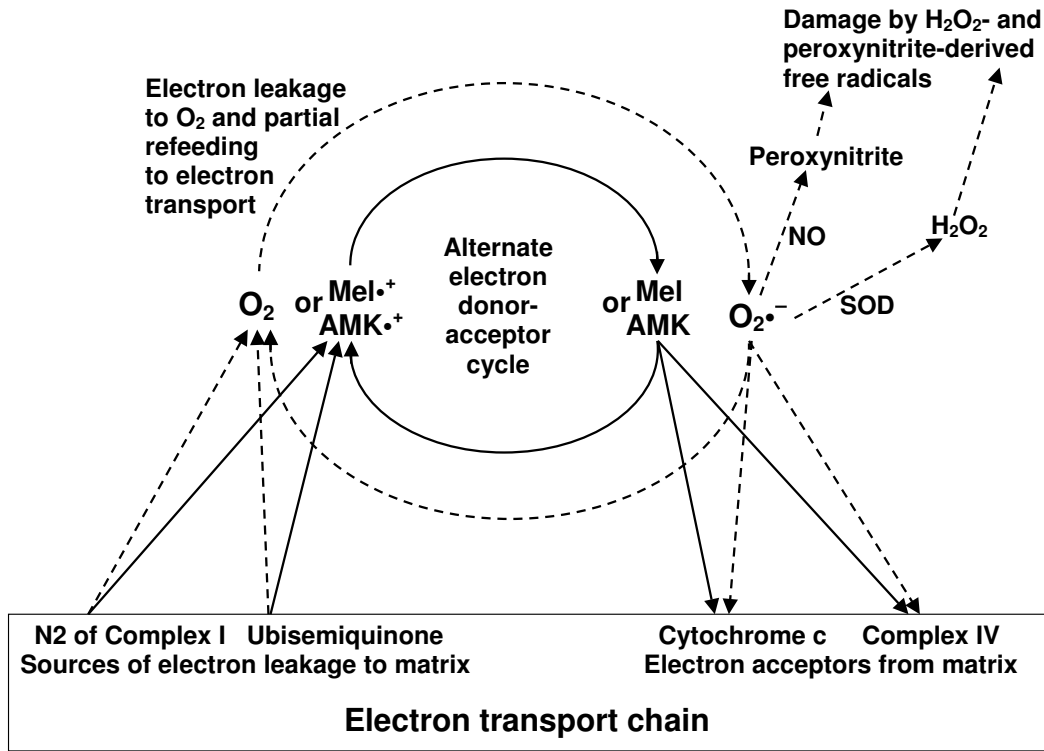 Damage by H₂O₂- and
peroxynitrite-derived
free radicals
Electron leakage
to O₂ and partial
refeeding
to electron
transport
Peroxynitrite
NO
H₂O₂
SOD
Alternate
electron
donor-
acceptor
cycle
O₂
or Mel•⁺
AMK•⁺
or Mel
AMK
O₂•⁻
N2 of Complex I Ubisemiquinone
Sources of electron leakage to matrix
Cytochrome c Complex IV
Electron acceptors from matrix
Electron transport chain